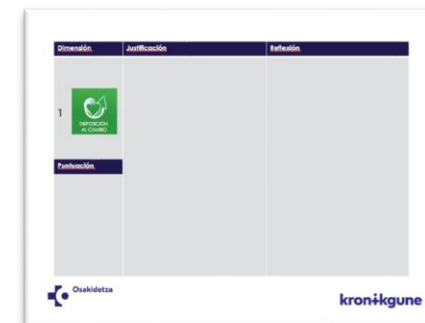 Dimensión Justificación Reflexión
1
DISPOSICIÓN
AL CAMBIO
Puntuación
Osakidetza
kronikgune